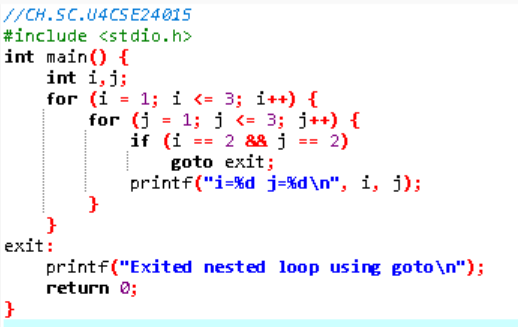 //CH.SC.U4CSE24015
#include <stdio.h>
int main() {
    int i,j;
    for (i = 1; i <= 3; i++) {
        for (j = 1; j <= 3; j++) {
            if (i == 2 && j == 2)
                goto exit;
            printf("i=%d j=%d\n", i, j);
        }
    }
exit:
    printf("Exited nested loop using goto\n");
    return 0;
}